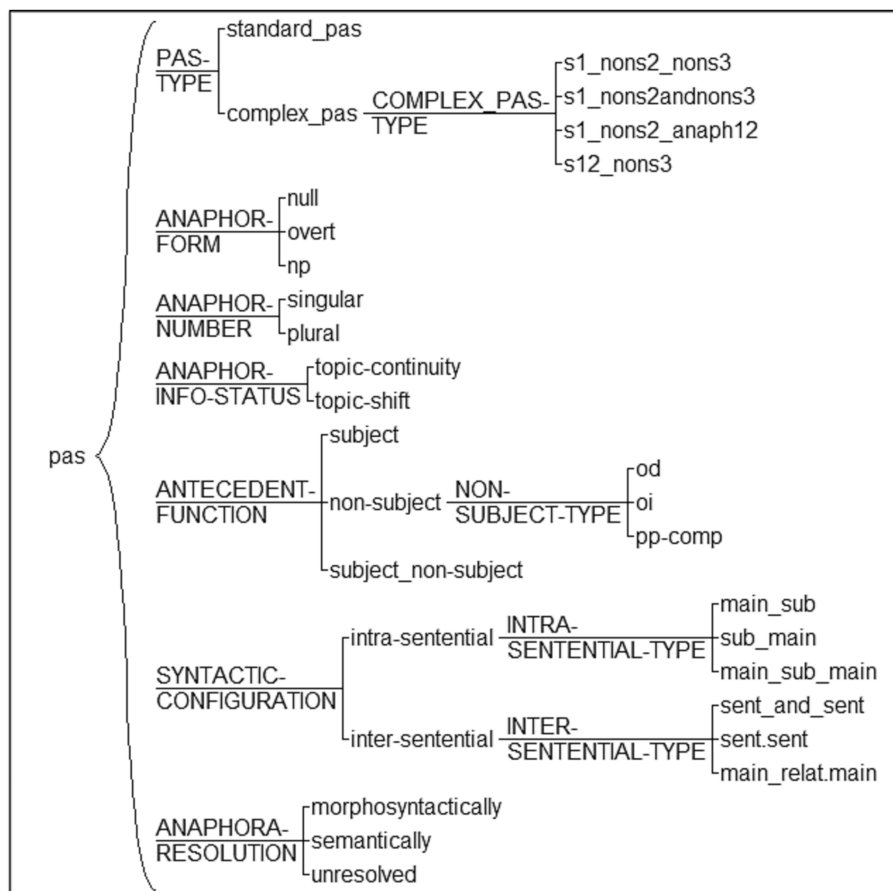 pas
PAS-
TYPE
standard_pas
complex_pas
COMPLEX_PAS-
TYPE
s1_nons2_nons3
s1_nons2andnons3
s1_nons2_anaph12
s12_nons3
ANAPHOR-
FORM
null
overt
np
ANAPHOR-
NUMBER
singular
plural
ANAPHOR-
INFO-STATUS
topic-continuity
topic-shift
ANTECEDENT-
FUNCTION
subject
non-subject
NON-
SUBJECT-TYPE
od
oi
pp-comp
subject_non-subject
SYNTACTIC-
CONFIGURATION
intra-sentential
INTRA-
SENTENTIAL-TYPE
main_sub
sub_main
main_sub_main
inter-sentential
INTER-
SENTENTIAL-TYPE
sent_and_sent
sent.sent
main_relat.main
ANAPHORA-
RESOLUTION
morphosyntactically
semantically
unresolved